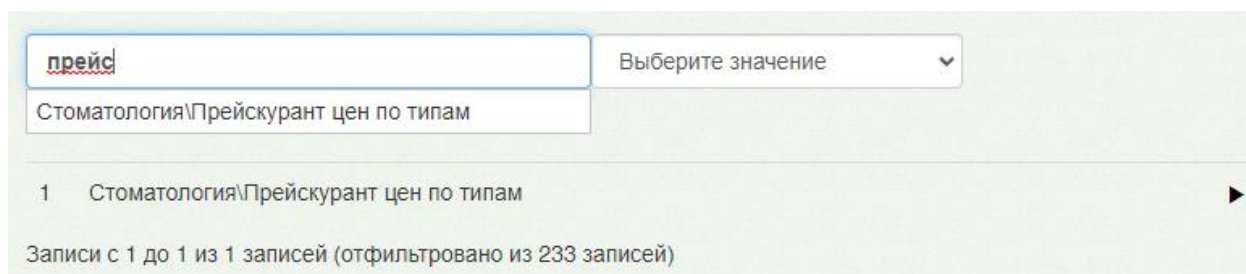 прейс Выберите значение
Стоматология\Прейскурант цен по типам
1 Стоматология\Прейскурант цен по типам
Записи с 1 до 1 из 1 записей (отфильтровано из 233 записей)